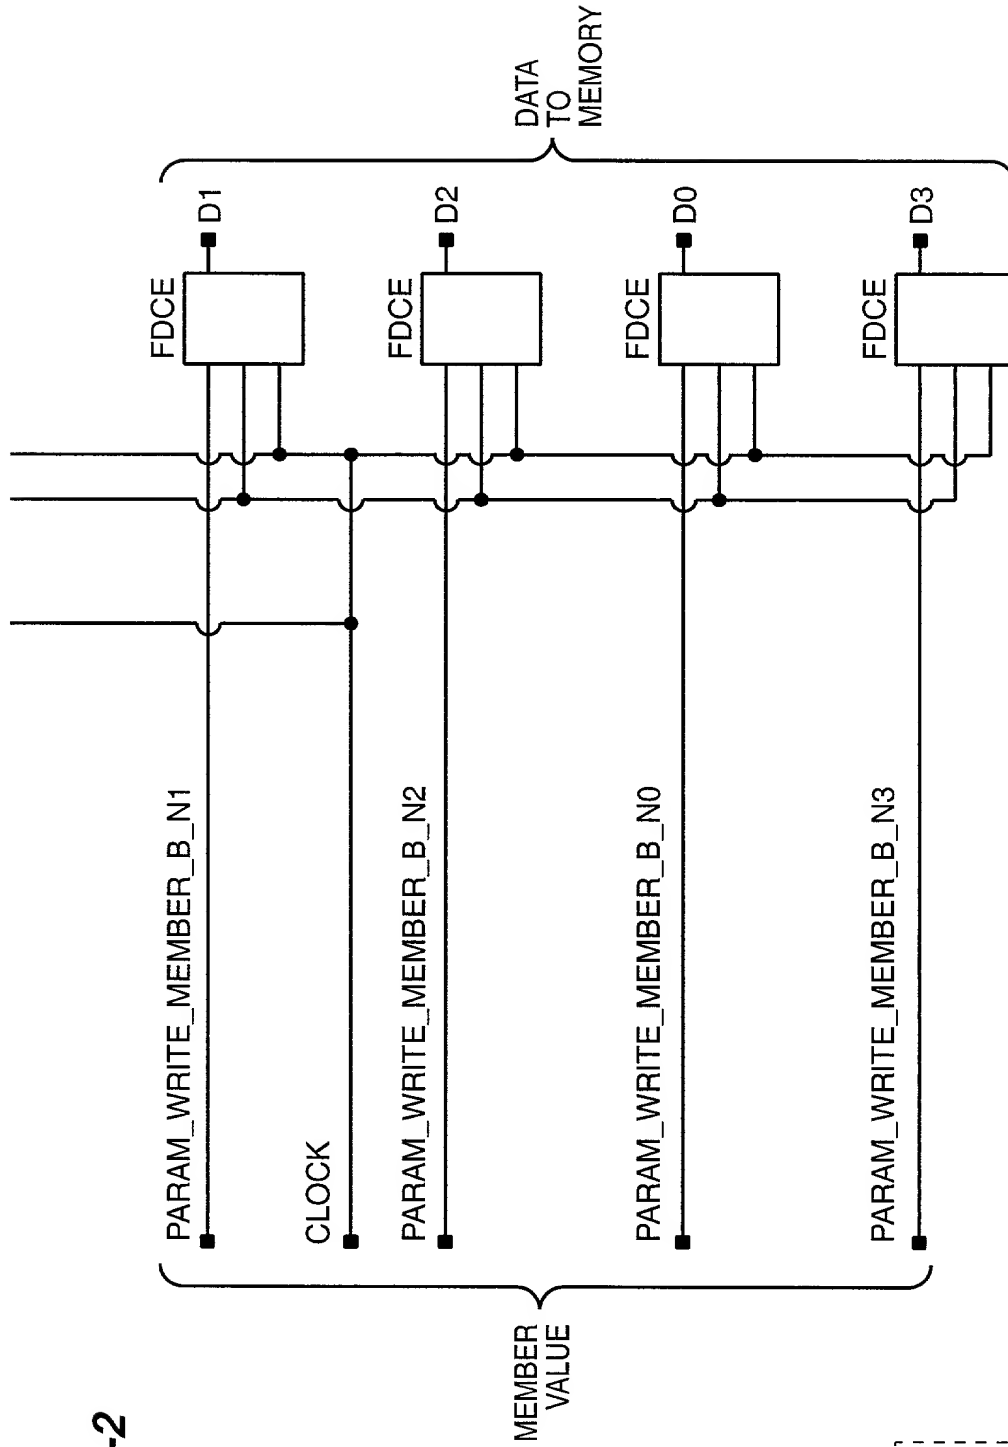 -2
PARAM_WRITE_MEMBER_B_N1
FDCE
D1
CLOCK
PARAM_WRITE_MEMBER_B_N2
FDCE
D2
PARAM_WRITE_MEMBER_B_N0
FDCE
D0
PARAM_WRITE_MEMBER_B_N3
FDCE
D3
MEMBER
VALUE
DATA
TO
MEMORY